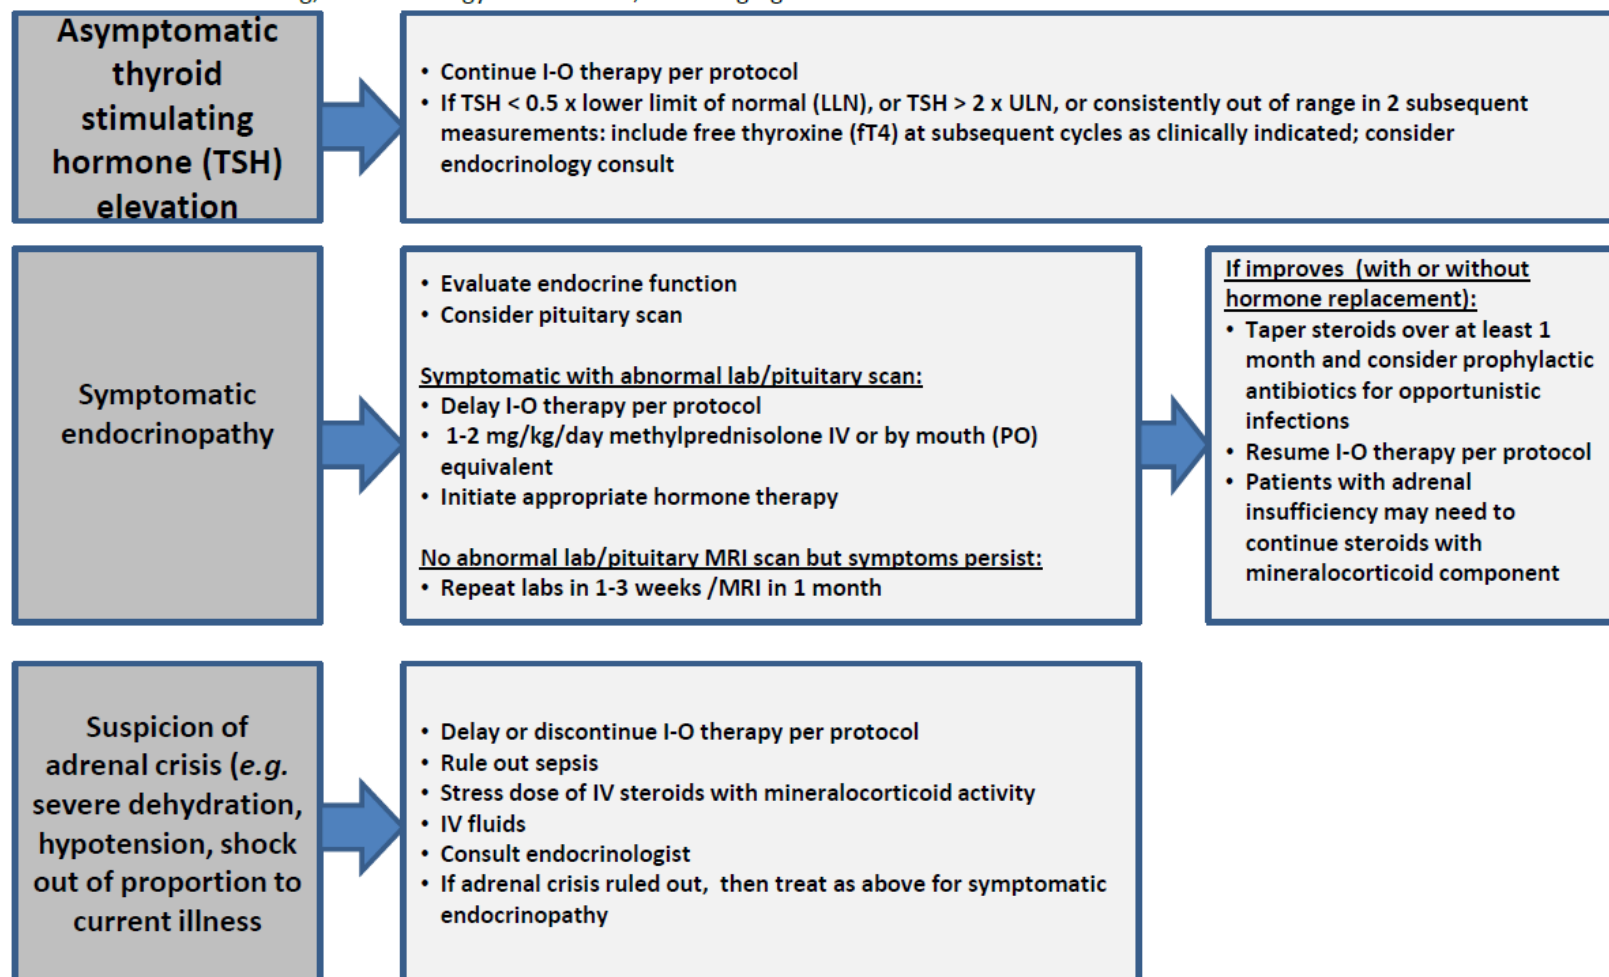 Asymptomatic
thyroid
stimulating
hormone (TSH)
elevation
• Continue I-O therapy per protocol
• If TSH < 0.5 x lower limit of normal (LLN), or TSH > 2 x ULN, or consistently out of range in 2 subsequent
measurements: include free thyroxine (fT4) at subsequent cycles as clinically indicated; consider
endocrinology consult
Symptomatic
endocrinopathy
• Evaluate endocrine function
• Consider pituitary scan
Symptomatic with abnormal lab/pituitary scan:
• Delay I-O therapy per protocol
• 1-2 mg/kg/day methylprednisolone IV or by mouth (PO)
equivalent
• Initiate appropriate hormone therapy
No abnormal lab/pituitary MRI scan but symptoms persist:
• Repeat labs in 1-3 weeks /MRI in 1 month
If improves (with or without
hormone replacement):
• Taper steroids over at least 1
month and consider prophylactic
antibiotics for opportunistic
infections
• Resume I-O therapy per protocol
• Patients with adrenal
insufficiency may need to
continue steroids with
mineralocorticoid component
Suspicion of
adrenal crisis (e.g.
severe dehydration,
hypotension, shock
out of proportion to
current illness
• Delay or discontinue I-O therapy per protocol
• Rule out sepsis
• Stress dose of IV steroids with mineralocorticoid activity
• IV fluids
• Consult endocrinologist
• If adrenal crisis ruled out, then treat as above for symptomatic
endocrinopathy